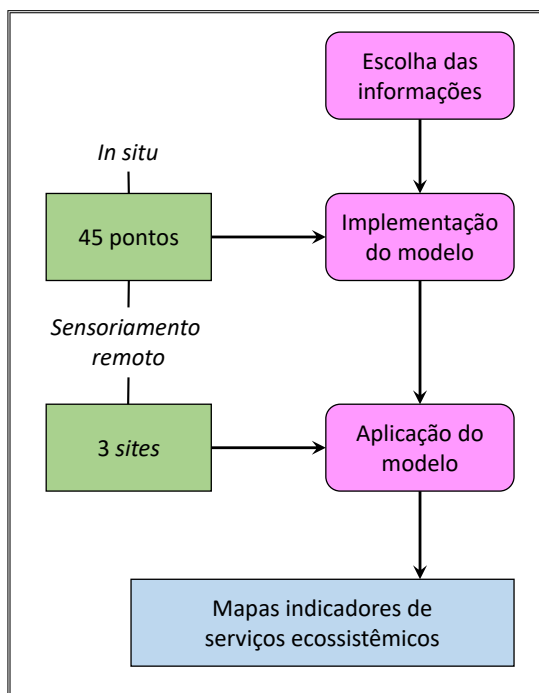 Escolha das
informações
In situ
45 pontos
Implementação
do modelo
Sensoriamento
remoto
3 sites
Aplicação do
modelo
Mapas indicadores de
serviços ecossistêmicos